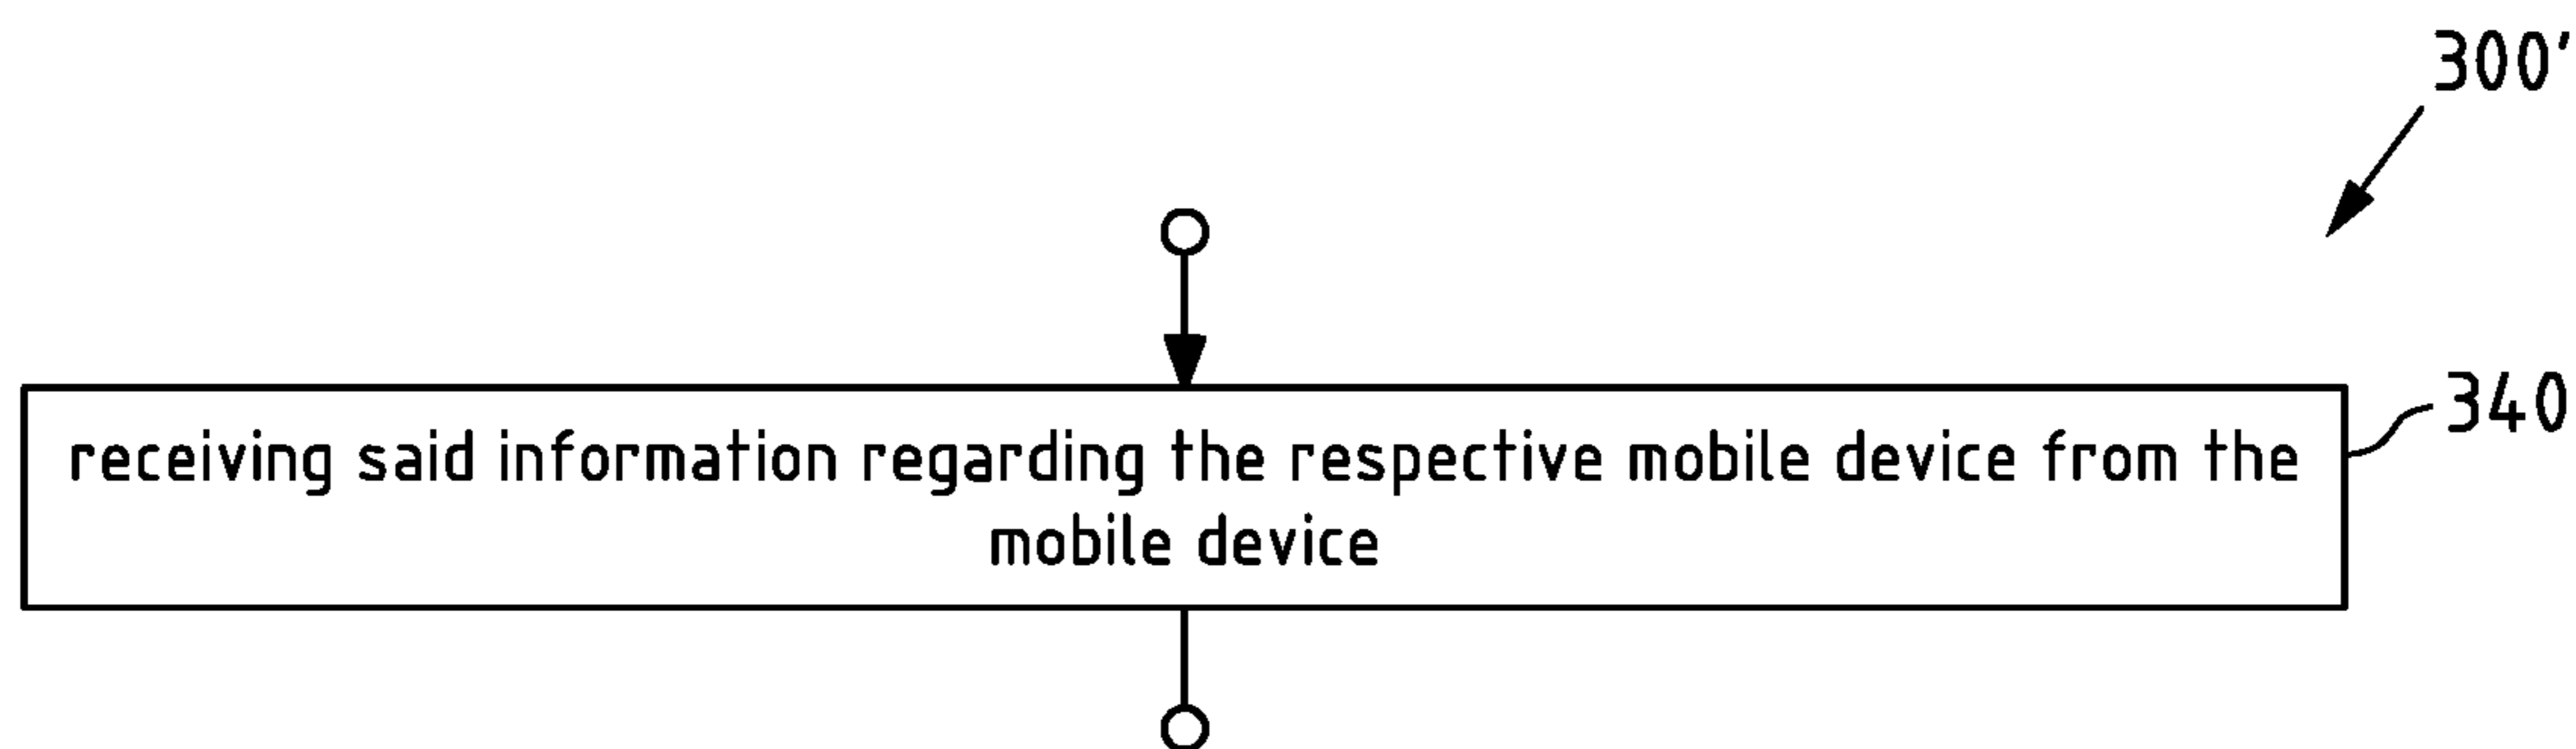 300'
receiving said information regarding the respective mobile device from the
mobile device
340